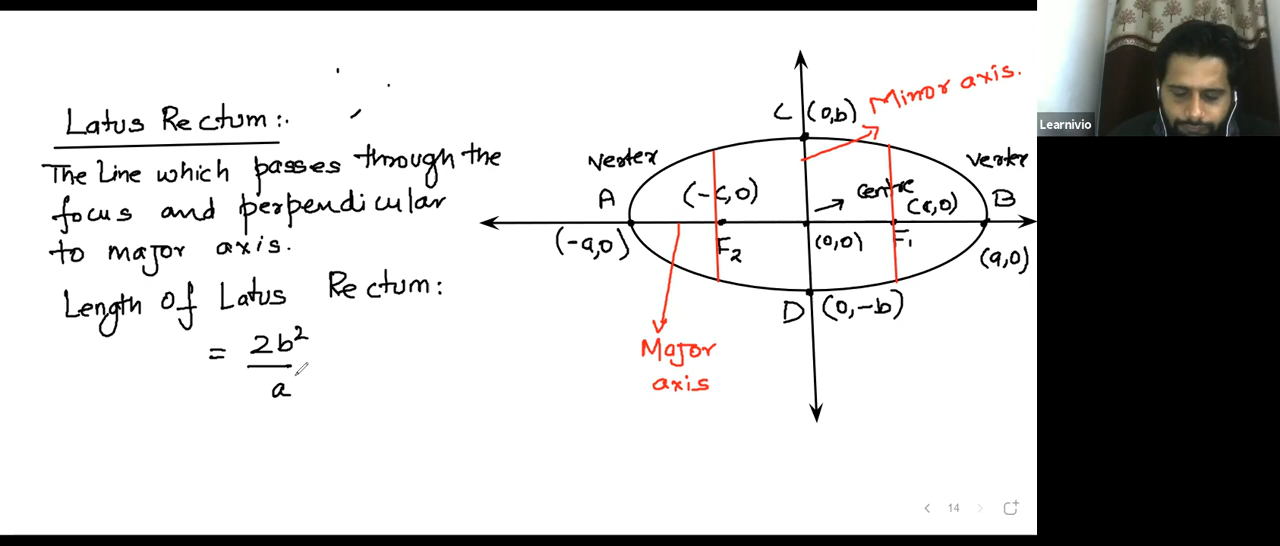 Latus Rectum:.
The Line which passes through the
focus and perpendicular
to major axis.
Length of Latus Rectum:
= 2b²
a
Minor axis.
C (0,b)
Vertex
Vertex
A
(-c,0)
centre
(c,0)
B
(-a,0)
F₂
(0,0)
F₁
(a,0)
D (0,-b)
Major
axis
Learnivio
14